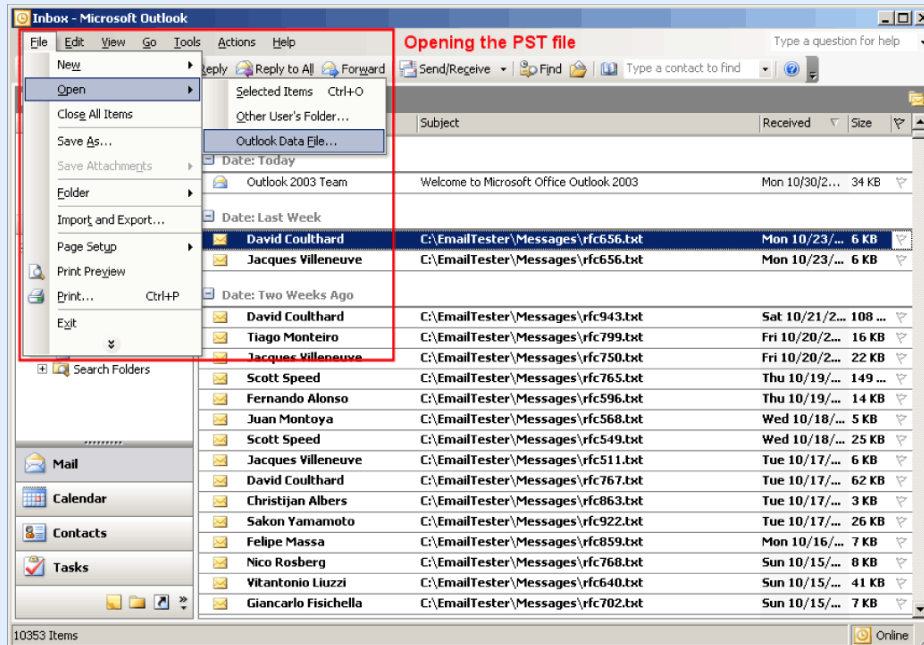 Inbox - Microsoft Outlook
File Edit View Go Tools Actions Help Opening the PST file Type a question for help
Reply to All Forward Send/Receive Find Type a contact to find
New
Open
Close All Items
Save As...
Save Attachments
Folder
Import and Export...
Page Setup
Print Preview
Print... Ctrl+P
Exit
Selected Items Ctrl+O
Other User's Folder...
Outlook Data File...
Subject Received Size
Date: Today
Outlook 2003 Team Welcome to Microsoft Office Outlook 2003 Mon 10/30/2... 34 KB
Date: Last Week
David Coulthard C:\EmailTester\Messages\rfc656.txt Mon 10/23/... 6 KB
Jacques Villeneuve C:\EmailTester\Messages\rfc656.txt Mon 10/23/... 6 KB
Date: Two Weeks Ago
David Coulthard C:\EmailTester\Messages\rfc943.txt Sat 10/21/2... 108 ...
Tiago Monteiro C:\EmailTester\Messages\rfc799.txt Fri 10/20/2... 16 KB
Jacques Villeneuve C:\EmailTester\Messages\rfc750.txt Fri 10/20/2... 22 KB
Scott Speed C:\EmailTester\Messages\rfc765.txt Thu 10/19/... 149 ...
Fernando Alonso C:\EmailTester\Messages\rfc596.txt Thu 10/19/... 14 KB
Juan Montoya C:\EmailTester\Messages\rfc568.txt Wed 10/18/... 5 KB
Scott Speed C:\EmailTester\Messages\rfc549.txt Wed 10/18/... 25 KB
Jacques Villeneuve C:\EmailTester\Messages\rfc511.txt Tue 10/17/... 6 KB
David Coulthard C:\EmailTester\Messages\rfc767.txt Tue 10/17/... 62 KB
Christijan Albers C:\EmailTester\Messages\rfc863.txt Tue 10/17/... 3 KB
Sakon Yamamoto C:\EmailTester\Messages\rfc922.txt Tue 10/17/... 26 KB
Felipe Massa C:\EmailTester\Messages\rfc859.txt Mon 10/16/... 7 KB
Nico Rosberg C:\EmailTester\Messages\rfc768.txt Sun 10/15/... 8 KB
Vitantonio Liuzzi C:\EmailTester\Messages\rfc640.txt Sun 10/15/... 41 KB
Giancarlo Fisichella C:\EmailTester\Messages\rfc702.txt Sun 10/15/... 7 KB
Search Folders
Mail
Calendar
Contacts
Tasks
10353 Items Online